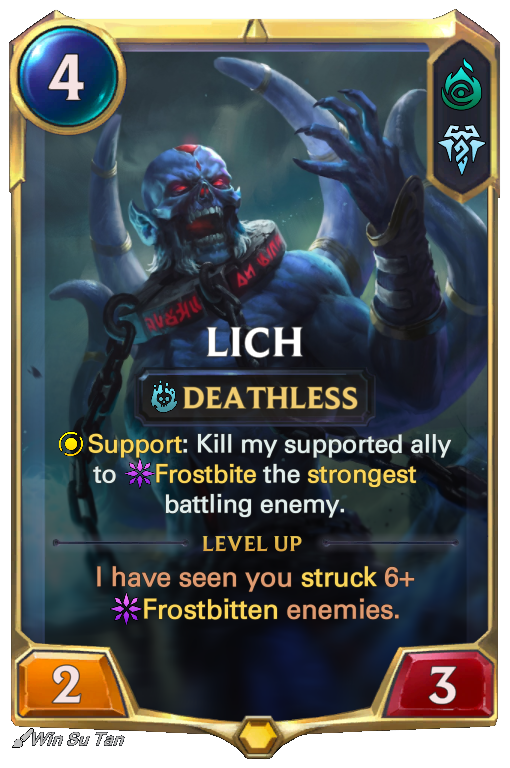 4
LICH
DEATHLESS
Support: Kill my supported ally
to Frostbite the strongest
battling enemy.
LEVEL UP
I have seen you struck 6+
Frostbitten enemies.
2
3
Win Su Tan